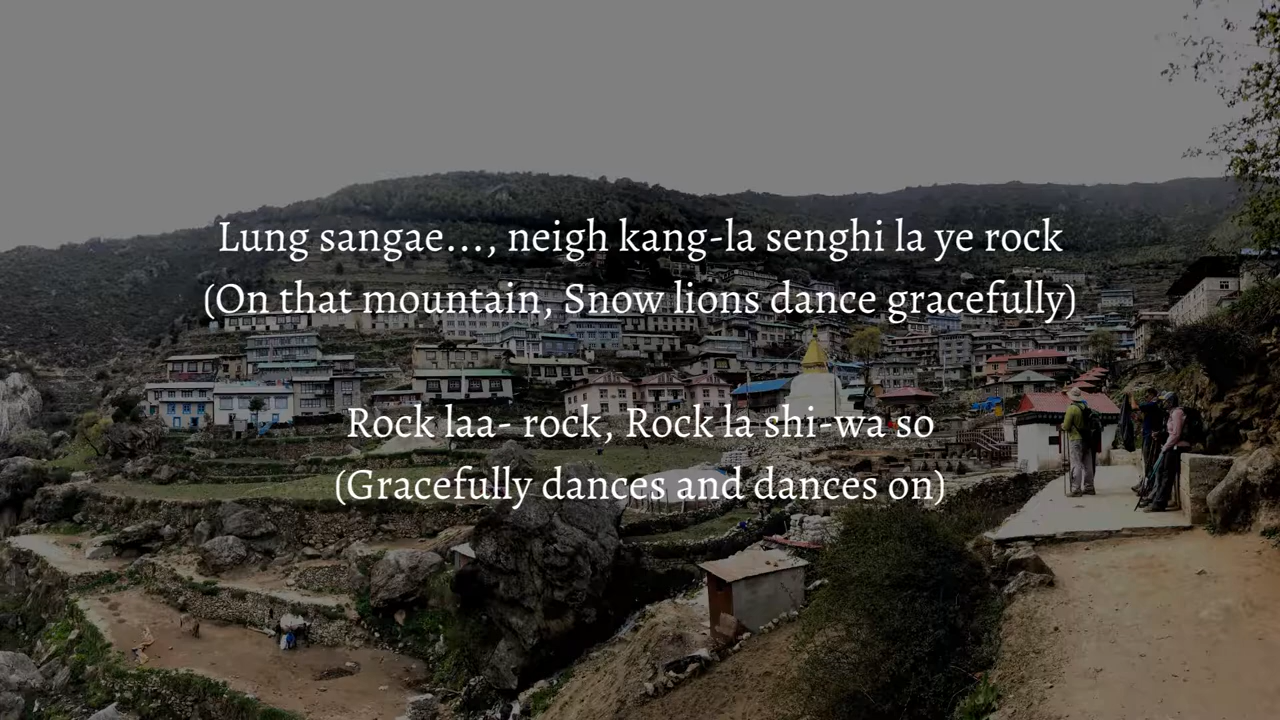 Lung sangae..., neigh kang-la senghi la ye rock
(On that mountain, Snow lions dance gracefully)
Rock laa- rock, Rock la shi-wa so
(Gracefully dances and dances on)